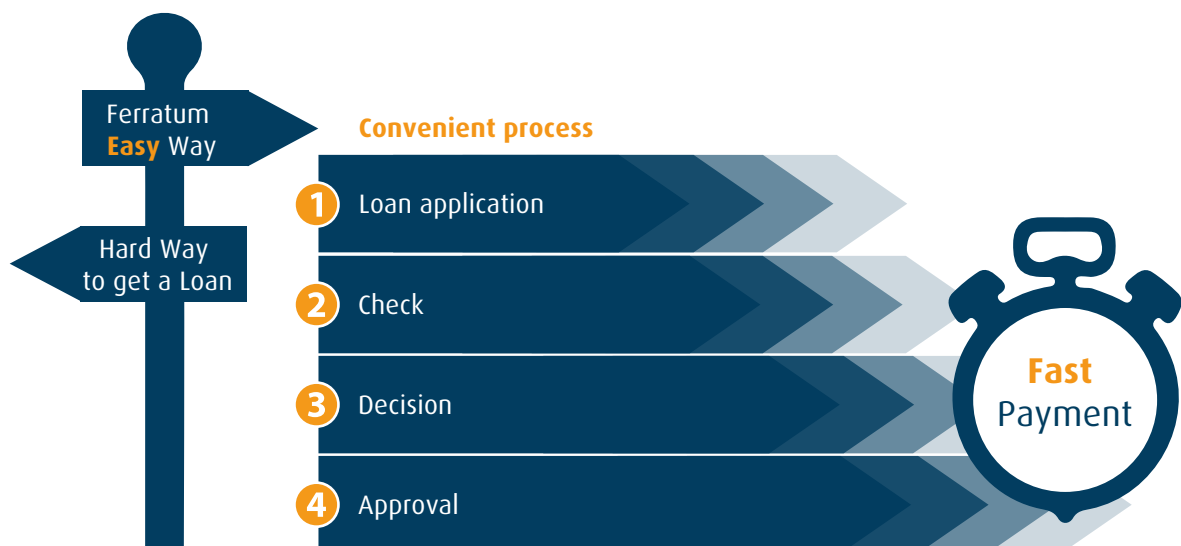 Ferratum
Easy Way
Hard Way
to get a Loan
Convenient process
1 Loan application
2 Check
3 Decision
4 Approval
Fast
Payment